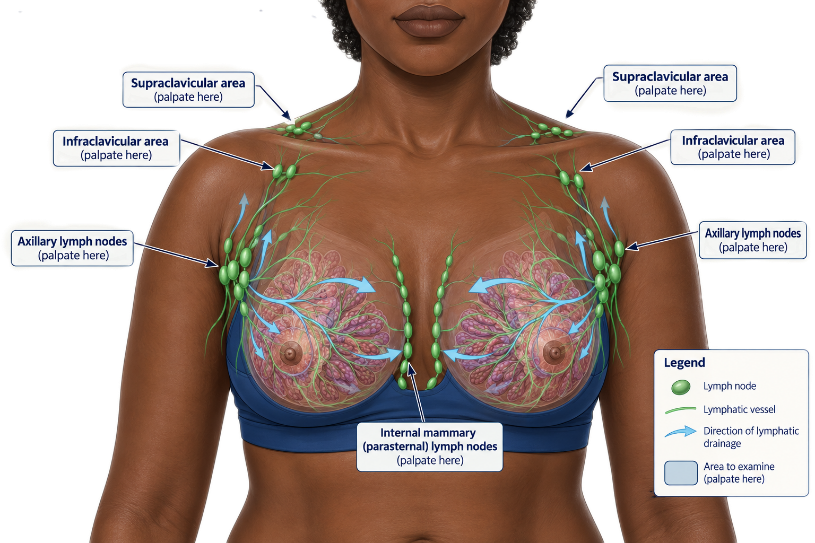 Supraclavicular area
(palpate here)
Supraclavicular area
(palpate here)
Infraclavicular area
(palpate here)
Infraclavicular area
(palpate here)
Axillary lymph nodes
(palpate here)
Axillary lymph nodes
(palpate here)
Internal mammary
(parasternal) lymph nodes
(palpate here)
Legend
Lymph node
Lymphatic vessel
Direction of lymphatic
drainage
Area to examine
(palpate here)